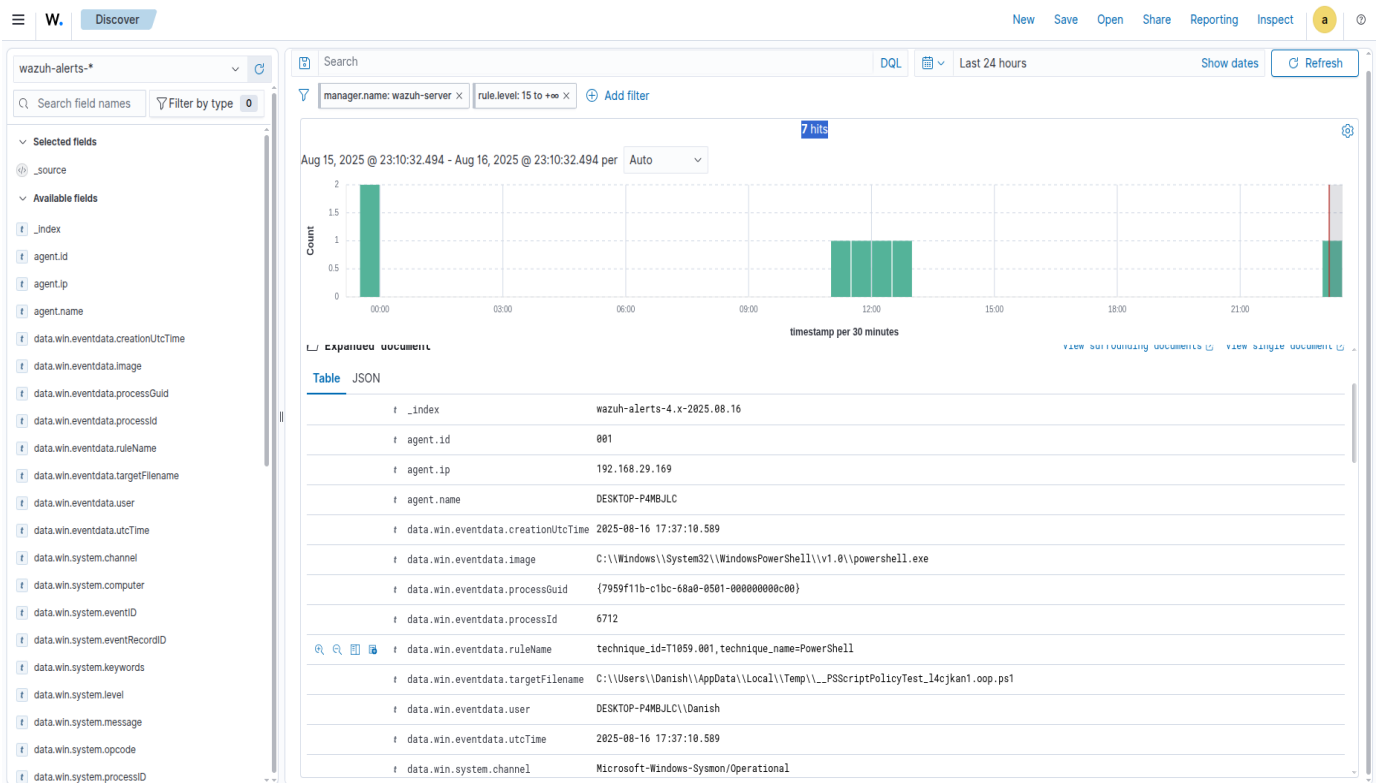 W. Discover New Save Open Share Reporting Inspect a
wazuh-alerts-*
Search DQL Last 24 hours Show dates Refresh
Search field names Filter by type 0
manager.name: wazuh-server × rule.level: 15 to +∞ × Add filter
Selected fields
_source
Available fields
t _index
t agent.id
t agent.ip
t agent.name
t data.win.eventdata.creationUtcTime
t data.win.eventdata.image
t data.win.eventdata.processGuid
t data.win.eventdata.processId
t data.win.eventdata.ruleName
t data.win.eventdata.targetFilename
t data.win.eventdata.user
t data.win.eventdata.utcTime
t data.win.system.channel
t data.win.system.computer
t data.win.system.eventID
t data.win.system.eventRecordID
t data.win.system.keywords
t data.win.system.level
t data.win.system.message
t data.win.system.opcode
t data.win.system.processID
7 hits
Aug 15, 2025 @ 23:10:32.494 - Aug 16, 2025 @ 23:10:32.494 per Auto
Count
2
1.5
1
0.5
0
00:00 03:00 06:00 09:00 12:00 15:00 18:00 21:00
timestamp per 30 minutes
Expanded document View surrounding documents View single document
Table JSON
t _index wazuh-alerts-4.x-2025.08.16
t agent.id 001
t agent.ip 192.168.29.169
t agent.name DESKTOP-P4MBJLC
t data.win.eventdata.creationUtcTime 2025-08-16 17:37:10.589
t data.win.eventdata.image C:\\Windows\\System32\\WindowsPowerShell\\v1.0\\powershell.exe
t data.win.eventdata.processGuid {7959f11b-c1bc-68a0-0501-000000000c00}
t data.win.eventdata.processId 6712
t data.win.eventdata.ruleName technique_id=T1059.001,technique_name=PowerShell
t data.win.eventdata.targetFilename C:\\Users\\Danish\\AppData\\Local\\Temp\\__PSScriptPolicyTest_l4cjkan1.oop.ps1
t data.win.eventdata.user DESKTOP-P4MBJLC\\Danish
t data.win.eventdata.utcTime 2025-08-16 17:37:10.589
t data.win.system.channel Microsoft-Windows-Sysmon/Operational